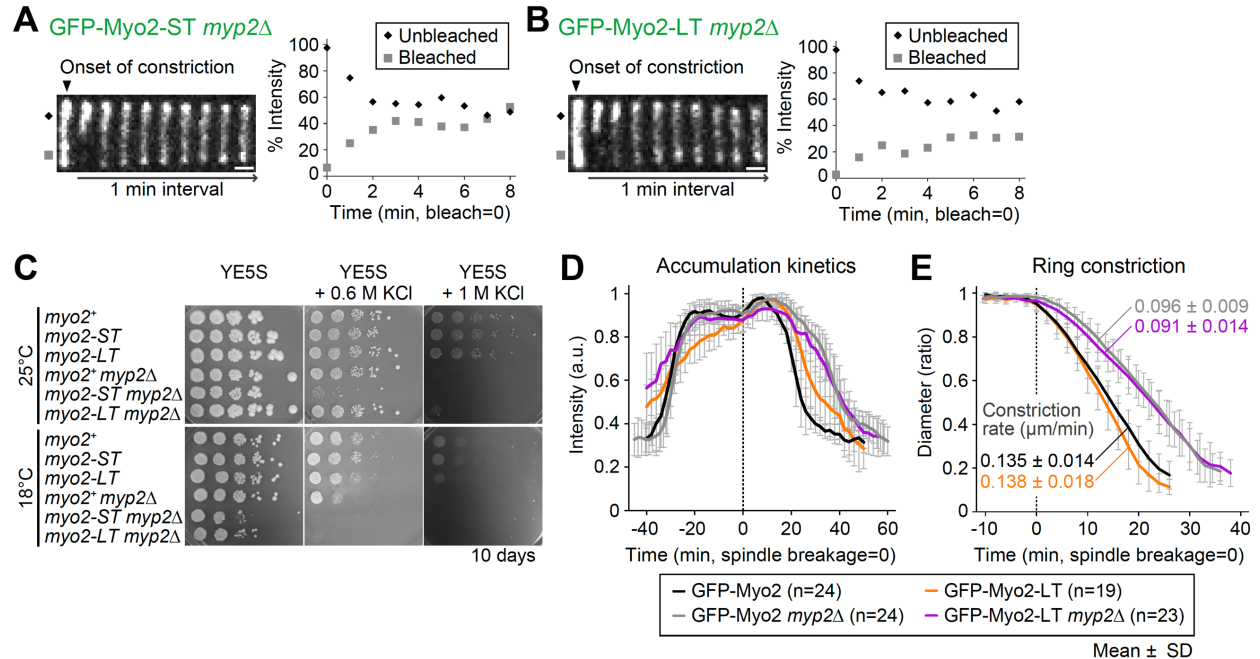 A
GFP-Myo2-ST myp2Δ
Onset of constriction
1 min interval
Unbleached
Bleached
% Intensity
100
80
60
40
20
0
0 2 4 6 8
Time (min, bleach=0)
B
GFP-Myo2-LT myp2Δ
Onset of constriction
1 min interval
Unbleached
Bleached
% Intensity
100
80
60
40
20
0
0 2 4 6 8
Time (min, bleach=0)
C
YE5S
YE5S
+ 0.6 M KCl
YE5S
+ 1 M KCl
25°C
myo2+
myo2-ST
myo2-LT
myo2+ myp2Δ
myo2-ST myp2Δ
myo2-LT myp2Δ
18°C
myo2+
myo2-ST
myo2-LT
myo2+ myp2Δ
myo2-ST myp2Δ
myo2-LT myp2Δ
10 days
D
Accumulation kinetics
Intensity (a.u.)
1.0
0.8
0.6
0.4
0.2
0
-40 -20 0 20 40 60
Time (min, spindle breakage=0)
E
Ring constriction
Diameter (ratio)
1.0
0.8
0.6
0.4
0.2
0
0.096 ± 0.009
0.091 ± 0.014
Constriction
rate (µm/min)
0.135 ± 0.014
0.138 ± 0.018
-10 0 10 20 30 40
Time (min, spindle breakage=0)
GFP-Myo2 (n=24)
GFP-Myo2-LT (n=19)
GFP-Myo2 myp2Δ (n=24)
GFP-Myo2-LT myp2Δ (n=23)
Mean ± SD